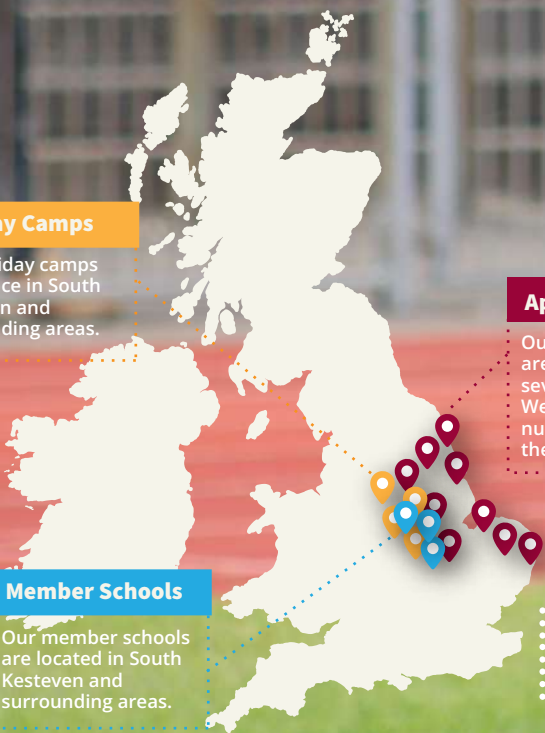 ay Camps
iday camps
ce in South
n and
ding areas.
Ap
Ou
are
sev
We
nu
the
Member Schools
Our member schools
are located in South
Kesteven and
surrounding areas.